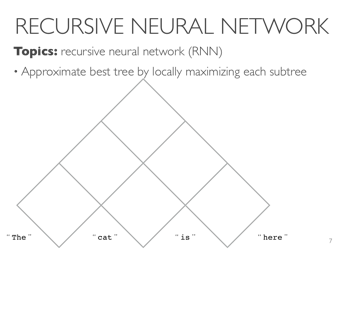 RECURSIVE NEURAL NETWORK
Topics: recursive neural network (RNN)
• Approximate best tree by locally maximizing each subtree
“The” “cat” “is” “here”
7